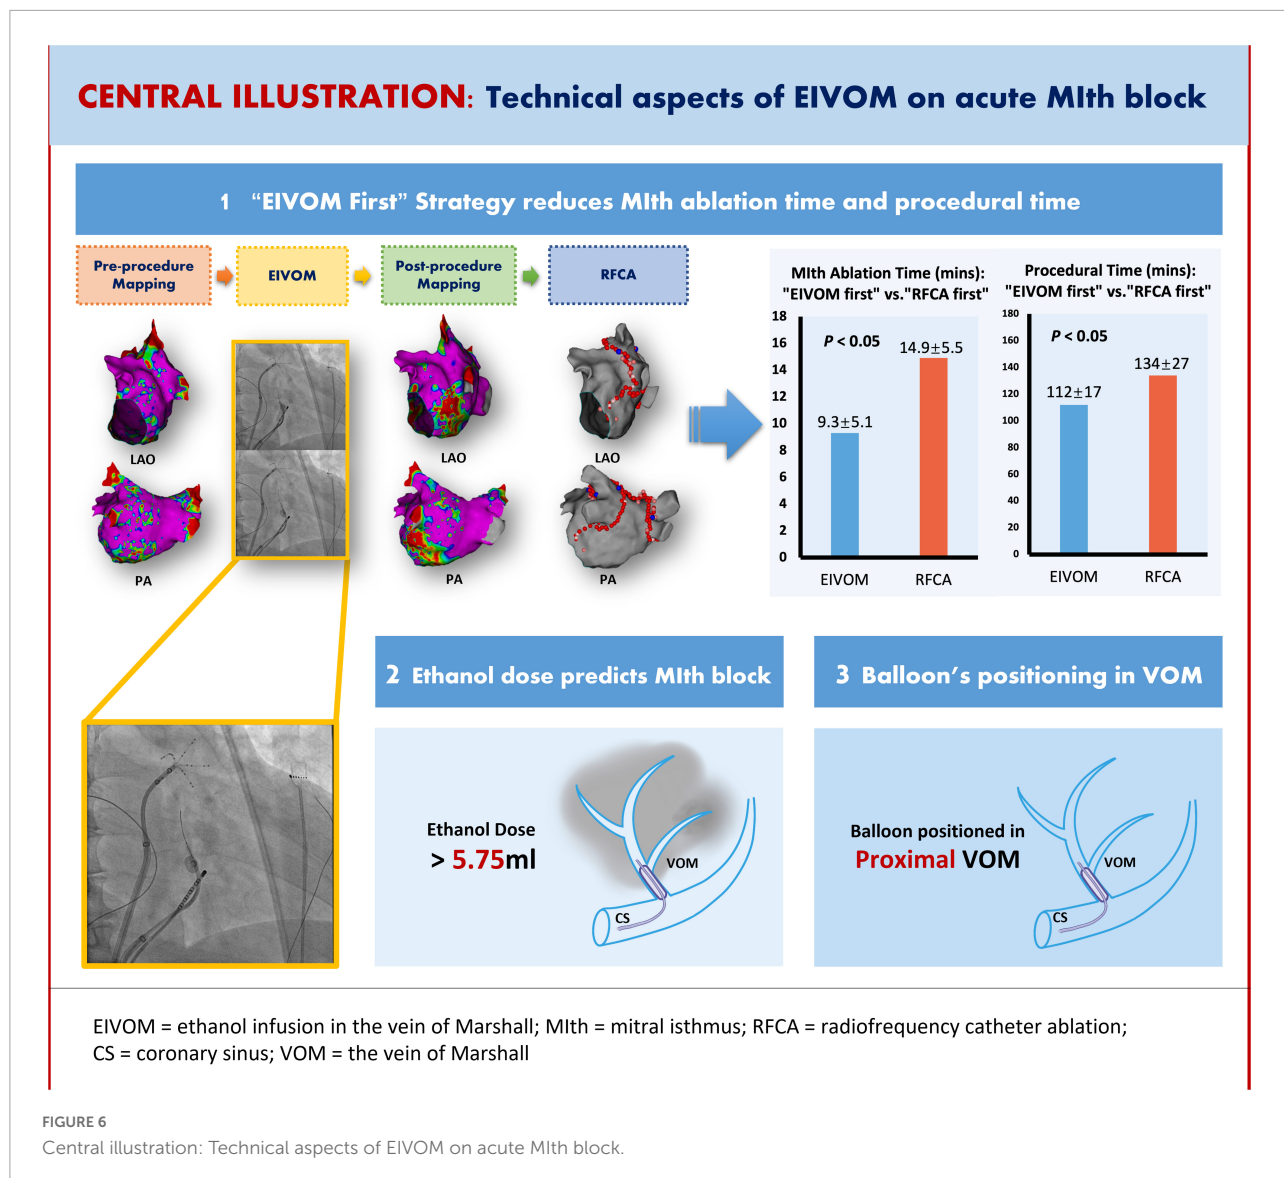 CENTRAL ILLUSTRATION: Technical aspects of EIVOM on acute MIth block
1 “EIVOM First” Strategy reduces MIth ablation time and procedural time
Pre-procedure
Mapping
EIVOM
Post-procedure
Mapping
RFCA
LAO
LAO
LAO
PA
PA
PA
MIth Ablation Time (mins):
"EIVOM first" vs."RFCA first"
18
16
14
12
10
8
6
4
2
0
P < 0.05
9.3±5.1
14.9±5.5
EIVOM
RFCA
Procedural Time (mins):
"EIVOM first" vs."RFCA first"
180
160
140
120
100
80
60
40
20
0
P < 0.05
112±17
134±27
EIVOM
RFCA
2 Ethanol dose predicts MIth block
Ethanol Dose
> 5.75ml
VOM
CS
3 Balloon’s positioning in VOM
Balloon positioned in
Proximal VOM
VOM
CS
EIVOM = ethanol infusion in the vein of Marshall; MIth = mitral isthmus; RFCA = radiofrequency catheter ablation;
CS = coronary sinus; VOM = the vein of Marshall
FIGURE 6
Central illustration: Technical aspects of EIVOM on acute MIth block.